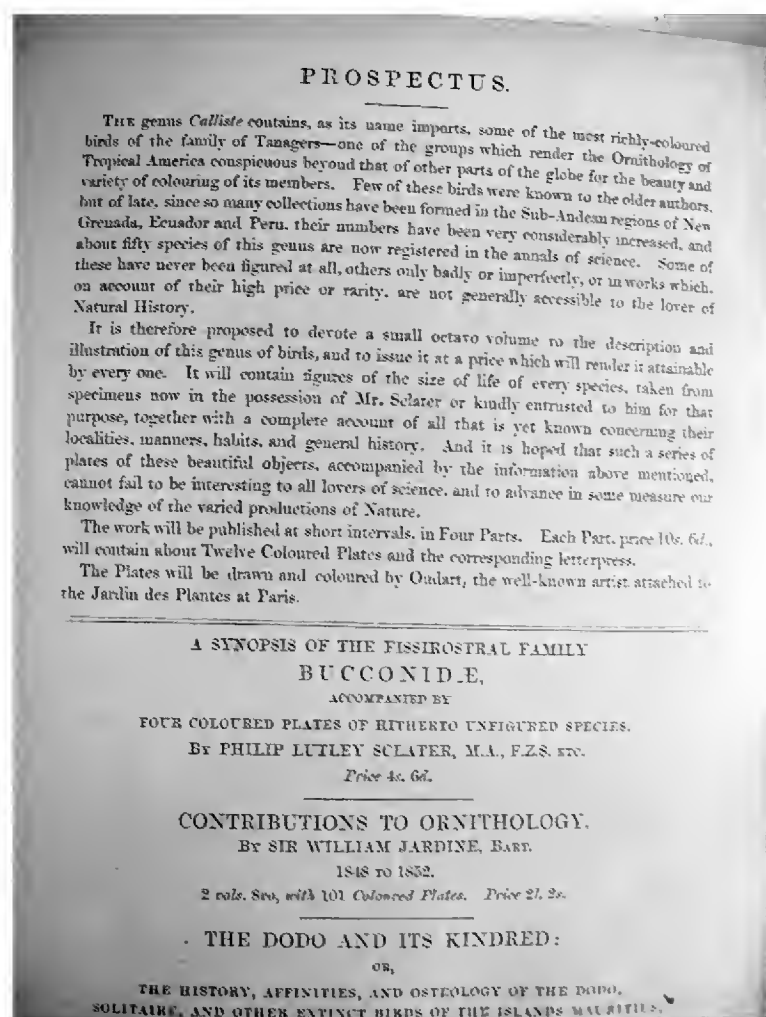 PROSPECTUS.
THE genus Calliste contains, as its name imports, some of the most richly-coloured
birds of the family of Tanagers—one of the groups which render the Ornithology of
Tropical America conspicuous beyond that of other parts of the globe for the beauty and
variety of colouring of its members. Few of these birds were known to the older authors,
but of late, since so many collections have been formed in the Sub-Andean regions of New
Grenada, Ecuador and Peru, their numbers have been very considerably increased, and
about fifty species of this genus are now registered in the annals of science. Some of
these have never been figured at all, others only badly or imperfectly, or in works which,
on account of their high price or rarity, are not generally accessible to the lover of
Natural History.
It is therefore proposed to devote a small octavo volume to the description and
illustration of this genus of birds, and to issue it at a price which will render it attainable
by every one. It will contain figures of the size of life of every species, taken from
specimens now in the possession of Mr. Sclater or kindly entrusted to him for that
purpose, together with a complete account of all that is yet known concerning their
localities, manners, habits, and general history. And it is hoped that such a series of
plates of these beautiful objects, accompanied by the information above mentioned,
cannot fail to be interesting to all lovers of science, and to advance in some measure our
knowledge of the varied productions of Nature.
The work will be published at short intervals, in Four Parts. Each Part, price 10s. 6d.,
will contain about Twelve Coloured Plates and the corresponding letterpress.
The Plates will be drawn and coloured by Oudart, the well-known artist attached to
the Jardin des Plantes at Paris.
A SYNOPSIS OF THE FISSIROSTRAL FAMILY
BUCCONIDÆ,
ACCOMPANIED BY
FOUR COLOURED PLATES OF HITHERTO UNFIGURED SPECIES.
BY PHILIP LUTLEY SCLATER, M.A., F.Z.S. ETC.
Price 4s. 6d.
CONTRIBUTIONS TO ORNITHOLOGY.
BY SIR WILLIAM JARDINE, BART.
1848 TO 1852.
2 vols. 8vo, with 101 Coloured Plates. Price 2l. 2s.
THE DODO AND ITS KINDRED:
OR,
THE HISTORY, AFFINITIES, AND OSTEOLOGY OF THE DODO,
SOLITAIRE, AND OTHER EXTINCT BIRDS OF THE ISLANDS MAURITIUS,